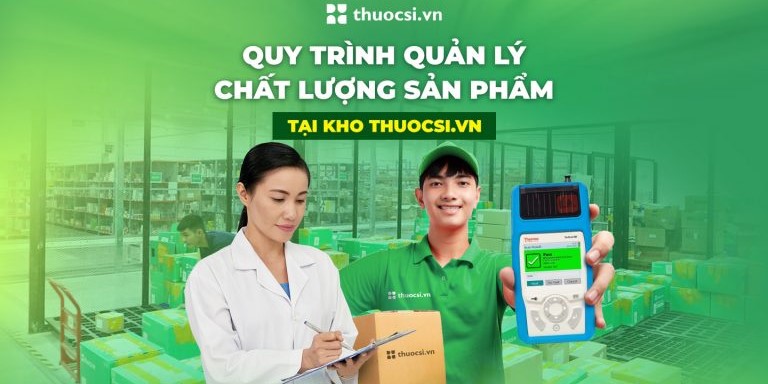 thuocsi.vn
QUY TRÌNH QUẢN LÝ
CHẤT LƯỢNG SẢN PHẨM
TẠI KHO THUOCSI.VN
thuocsi.vn
thuocsi.vn
Thermo
Pass